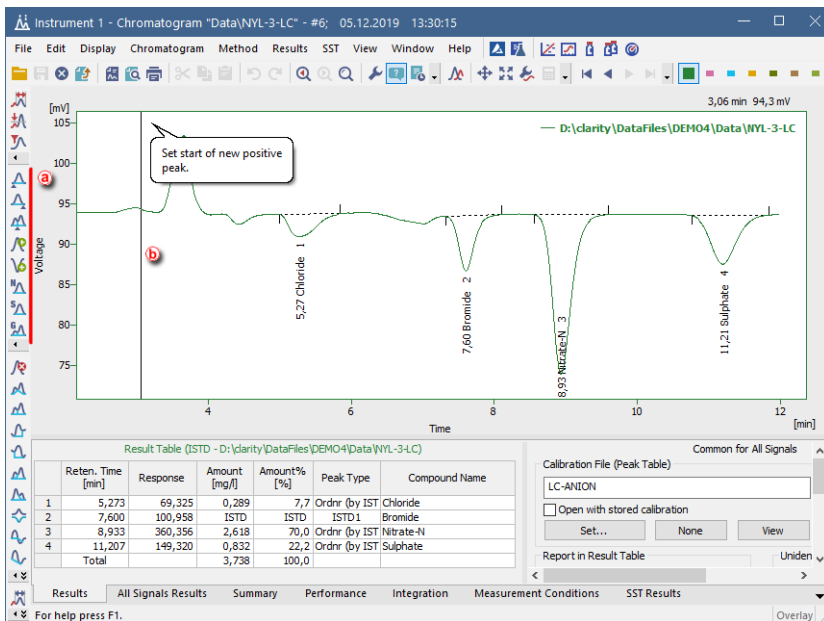 Instrument 1 - Chromatogram "Data\NYL-3-LC" - #6; 05.12.2019 13:30:15
File Edit Display Chromatogram Method Results SST View Window Help
3,06 min 94,3 mV
[mV]
105
100
95
90
85
80
75
Voltage
D:\clarity\DataFiles\DEMO4\Data\NYL-3-LC
Set start of new positive
peak.
a
b
5,27 Chloride 1
7,60 Bromide 2
8,93 Nitrate-N 3
11,21 Sulphate 4
4 6 8 10 12
Time
[min]
N
S
G
Result Table (ISTD - D:\clarity\DataFiles\DEMO4\Data\NYL-3-LC)
Reten. Time [min] Response Amount [mg/l] Amount% [%] Peak Type Compound Name
1 5,273 69,325 0,289 7,7 Ordnr (by IST Chloride
2 7,600 100,958 ISTD ISTD ISTD1 Bromide
3 8,933 360,356 2,618 70,0 Ordnr (by IST Nitrate-N
4 11,207 149,320 0,832 22,2 Ordnr (by IST Sulphate
Total 3,738 100,0
Common for All Signals
Calibration File (Peak Table)
LC-ANION
Open with stored calibration
Set... None View
Report in Result Table Uniden
Results All Signals Results Summary Performance Integration Measurement Conditions SST Results
For help press F1.
Overlay